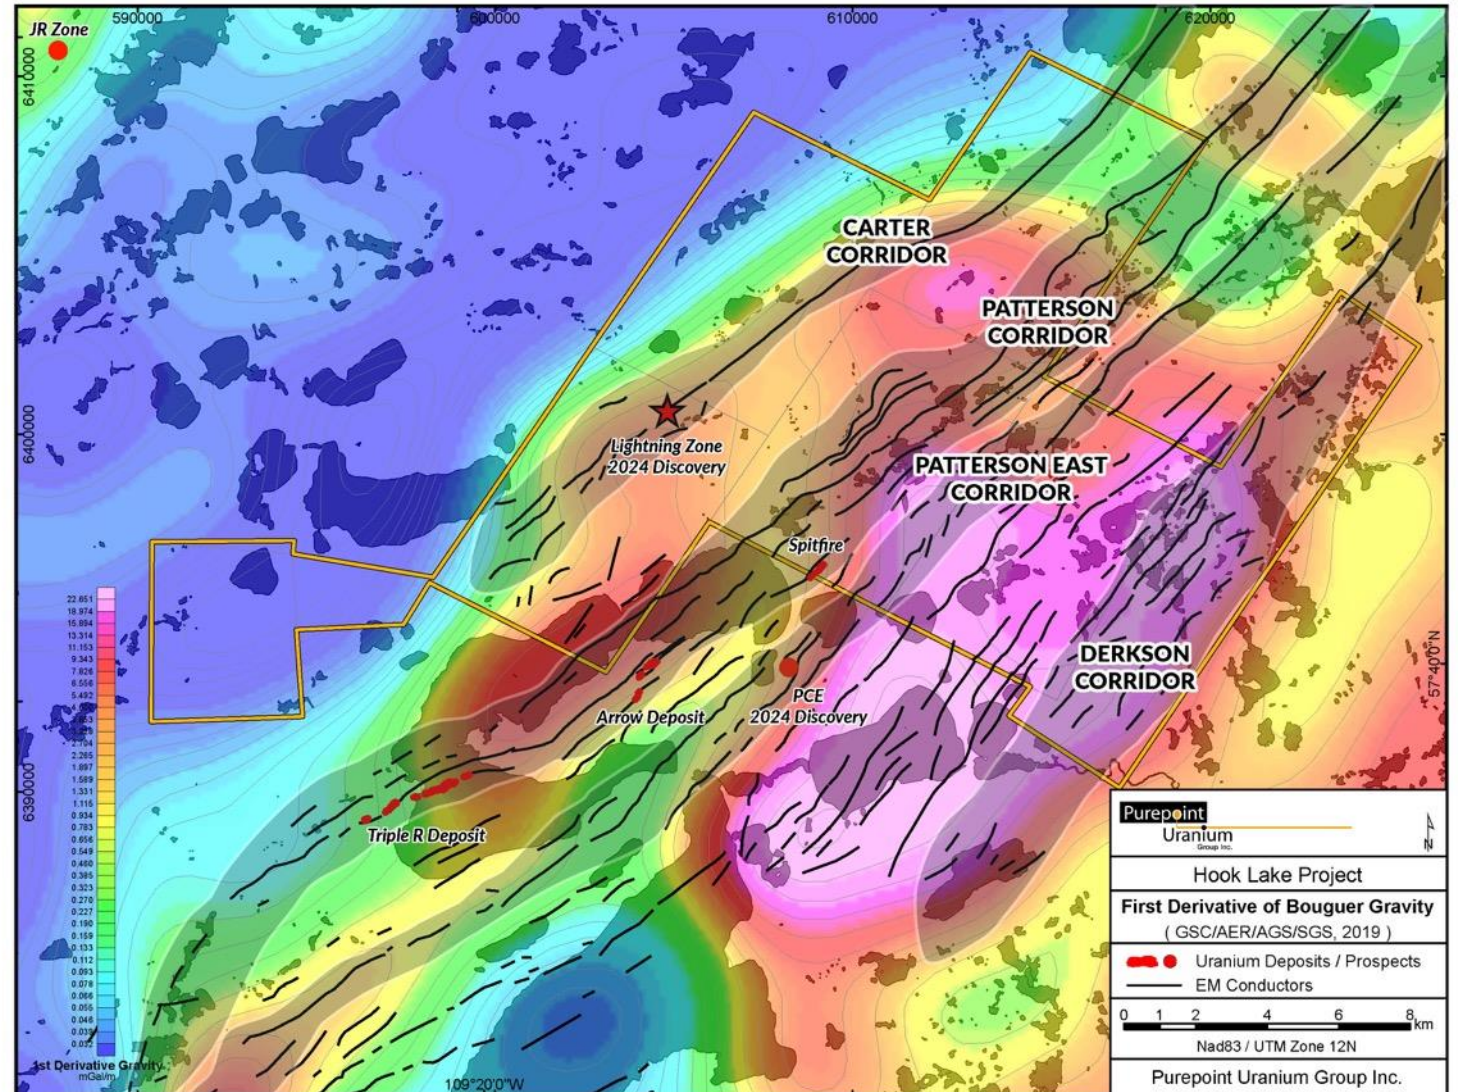 590000
600000
610000
620000
JR Zone
6410000
CARTER
CORRIDOR
PATTERSON
CORRIDOR
6400000
Lightning Zone
2024 Discovery
PATTERSON EAST
CORRIDOR
Spitfire
DERKSON
CORRIDOR
57°40'0"N
PCE
2024 Discovery
Arrow Deposit
6390000
Triple R Deposit
22.851
18.974
15.894
13.314
11.153
9.343
7.826
6.556
5.492
2.704
2.265
1.897
1.589
1.331
1.115
0.934
0.783
0.656
0.549
0.460
0.385
0.323
0.270
0.227
0.190
0.159
0.133
0.112
0.093
0.078
0.066
0.055
0.046
0.032
1st Derivative Gravity
mGal/m
109°20'0"W
Purepoint
Uranium
Group Inc.
N
Hook Lake Project
First Derivative of Bouguer Gravity
( GSC/AER/AGS/SGS, 2019 )
Uranium Deposits / Prospects
EM Conductors
0 1 2 4 6 8 km
Nad83 / UTM Zone 12N
Purepoint Uranium Group Inc.